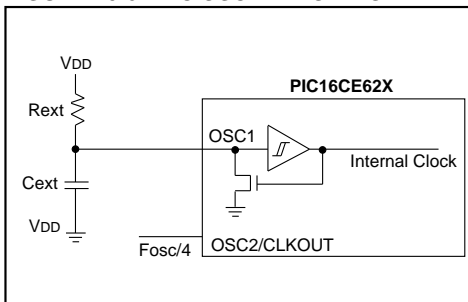 VDD
PIC16CE62X
Rext
OSC1
Internal Clock
Cext
VDD
OSC2/CLKOUT
Fosc/4